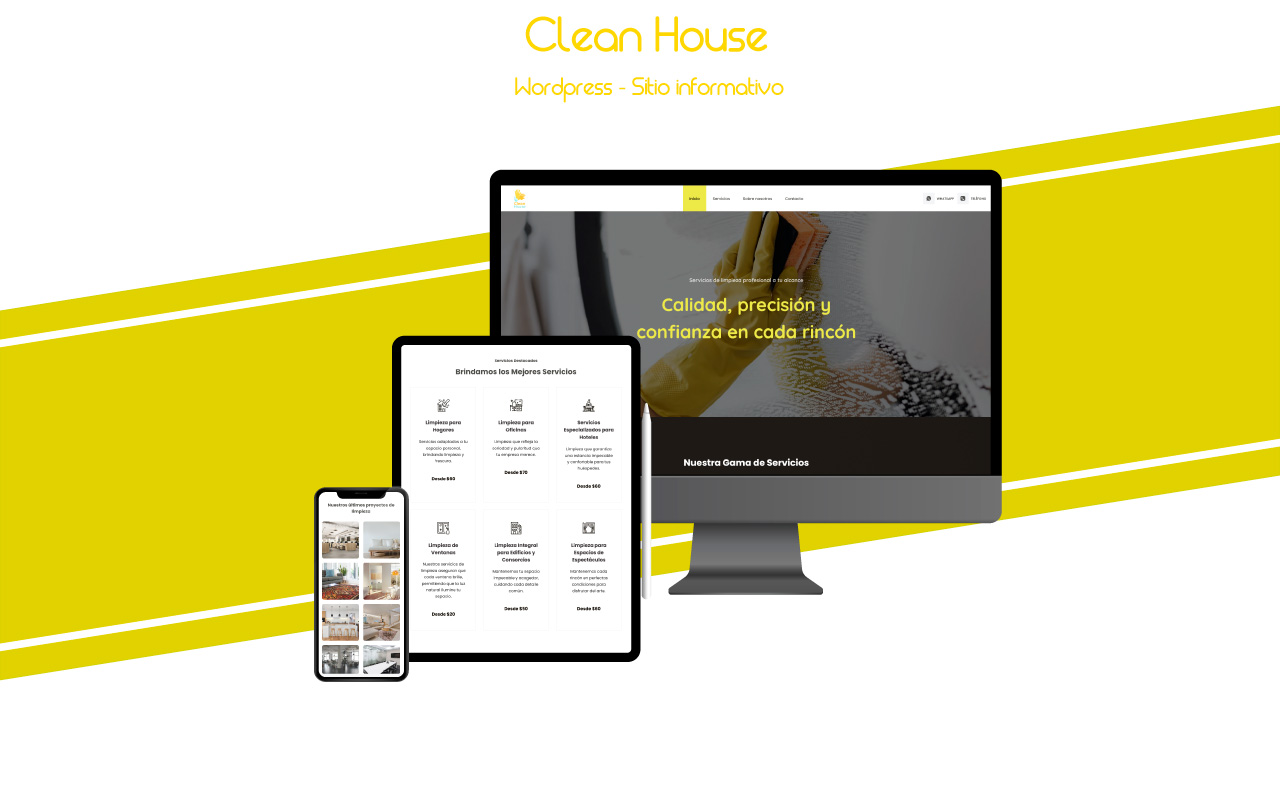 Clean House
Wordpress - Sitio informativo
Inicio
Servicios
Sobre nosotros
Contacto
WHATSAPP
TELÉFONO
Servicios de limpieza profesional a tu alcance
Calidad, precisión y
confianza en cada rincón
Nuestra Gama de Servicios
Servicios Destacados
Brindamos los Mejores Servicios
Limpieza para
Hogares
Servicios adaptados a tu
espacio personal,
brindando limpieza y
frescura.
Desde $60
Limpieza para
Oficinas
Limpieza que refleja la
seriedad y pulcritud que
tu empresa merece.
Desde $70
Servicios
Especializados para
Hoteles
Limpieza que garantiza
una estancia impecable
y confortable para tus
huéspedes.
Desde $60
Limpieza de
Ventanas
Nuestros servicios de
limpieza aseguran que
cada ventana brille,
permitiendo que la luz
natural ilumine tu
espacio.
Desde $20
Limpieza Integral
para Edificios y
Consorcios
Mantenemos tu espacio
impecable y acogedor,
cuidando cada detalle
común.
Desde $50
Limpieza para
Espacios de
Espectáculos
Mantenemos cada
rincón en perfectas
condiciones para
disfrutar del arte.
Desde $60
Nuestros últimos proyectos de
limpieza